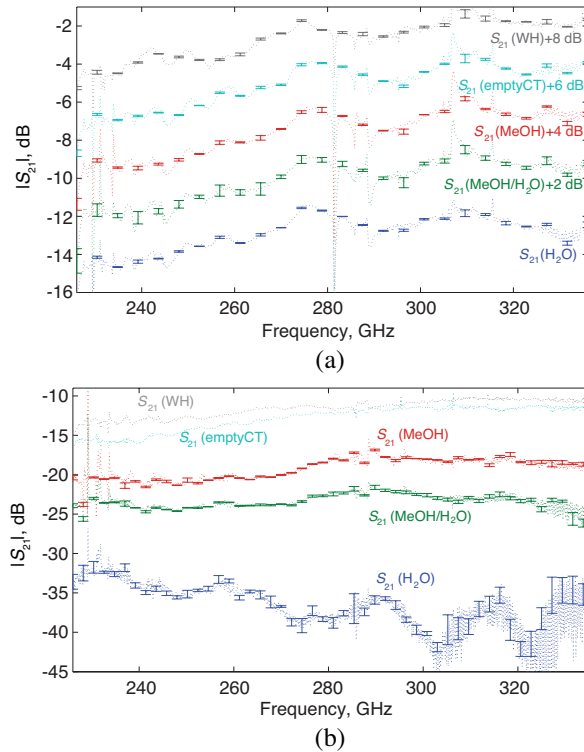 -2
-4
-6
-8
-10
-12
-14
-16
|S21|, dB
S21 (WH)+8 dB
S21 (emptyCT)+6 dB
S21(MeOH)+4 dB
S21(MeOH/H2O)+2 dB
S21(H2O)
240 260 280 300 320
Frequency, GHz
(a)
-10
-15
-20
-25
-30
-35
-40
-45
|S21|, dB
S21 (WH)
S21 (emptyCT)
S21 (MeOH)
S21 (MeOH/H2O)
S21 (H2O)
240 260 280 300 320
Frequency, GHz
(b)